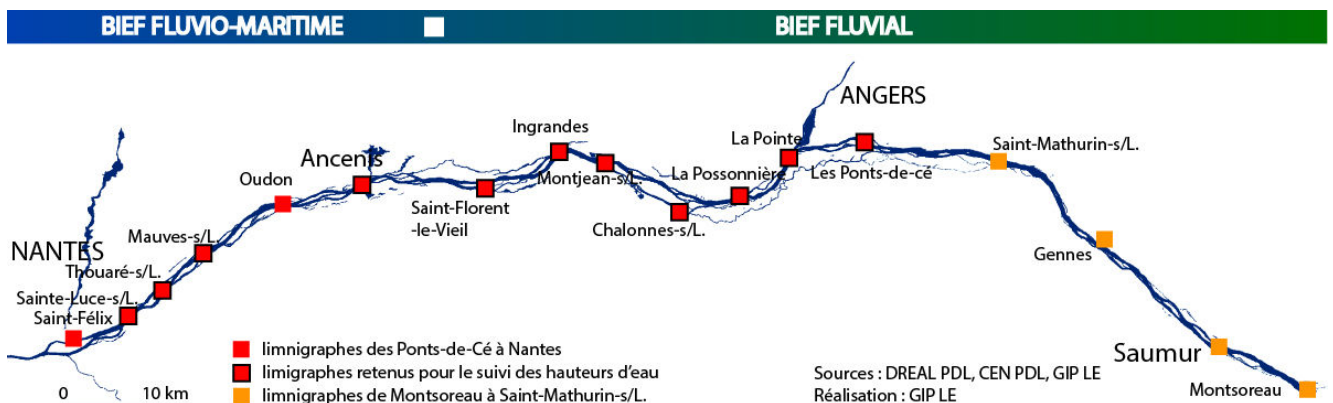 BIEF FLUVIO-MARITIME
BIEF FLUVIAL
ANGERS
Ingrandes
La Pointe
Saint-Mathurin-s/L.
Ancenis
Montjean-s/L.
La Possonnière
Les Ponts-de-cé
Oudon
Saint-Florent
-le-Vieil
Chalonnes-s/L.
Mauves-s/L.
NANTES
Gennes
Thouaré-s/L.
Sainte-Luce-s/L.
Saint-Félix
limnigraphes des Ponts-de-Cé à Nantes
limigraphes retenus pour le suivi des hauteurs d'eau
limnigraphes de Montsoreau à Saint-Mathurin-s/L.
Saumur
Montsoreau
Sources : DREAL PDL, CEN PDL, GIP LE
Réalisation : GIP LE
0 10 km